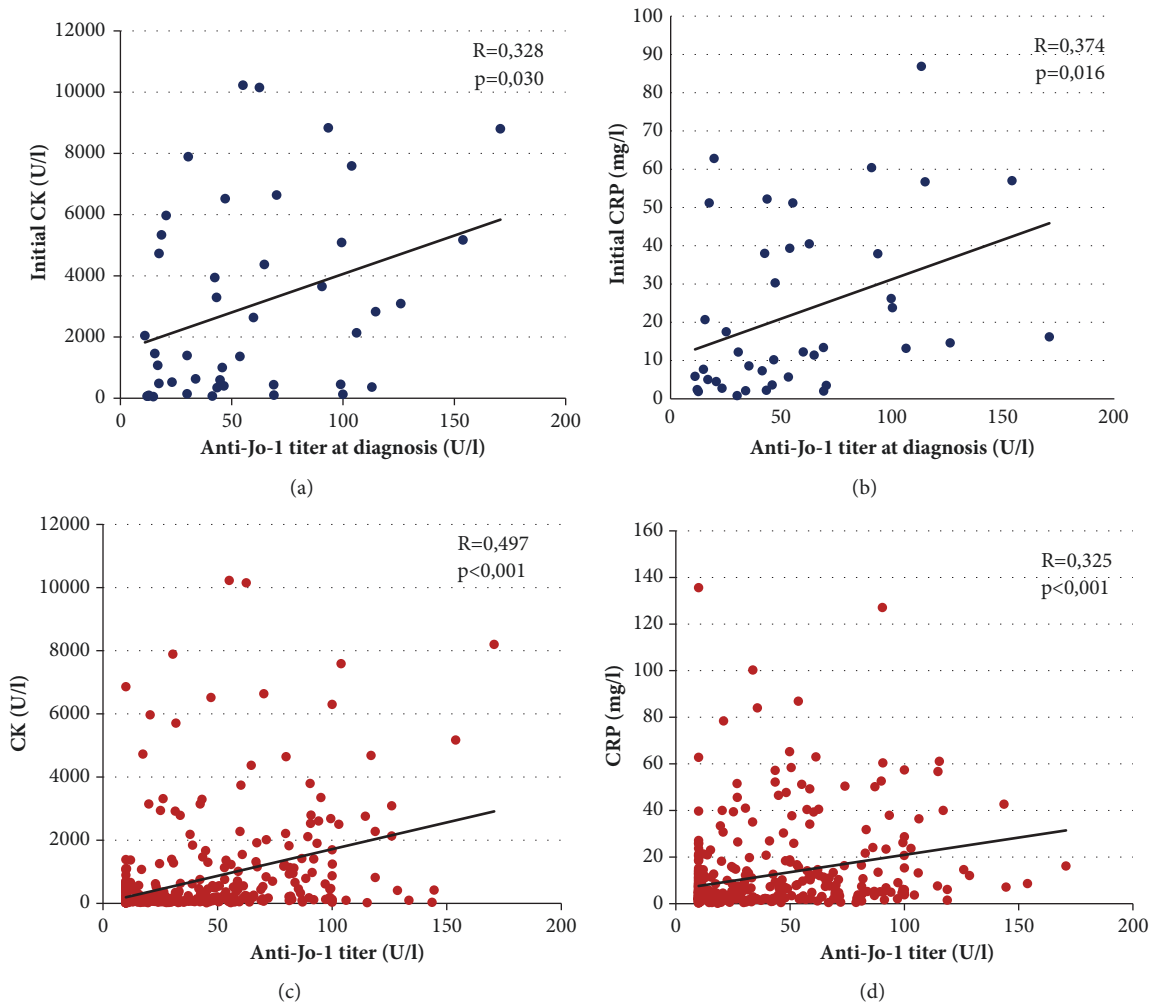 12000
10000
8000
6000
4000
2000
0
0
50
100
150
200
Initial CK (U/l)
Anti-Jo-1 titer at diagnosis (U/l)
R=0,328
p=0,030
(a)
100
90
80
70
60
50
40
30
20
10
0
0
50
100
150
200
Initial CRP (mg/l)
Anti-Jo-1 titer at diagnosis (U/l)
R=0,374
p=0,016
(b)
12000
10000
8000
6000
4000
2000
0
0
50
100
150
200
CK (U/l)
Anti-Jo-1 titer (U/l)
R=0,497
p<0,001
(c)
160
140
120
100
80
60
40
20
0
0
50
100
150
200
CRP (mg/l)
Anti-Jo-1 titer (U/l)
R=0,325
p<0,001
(d)